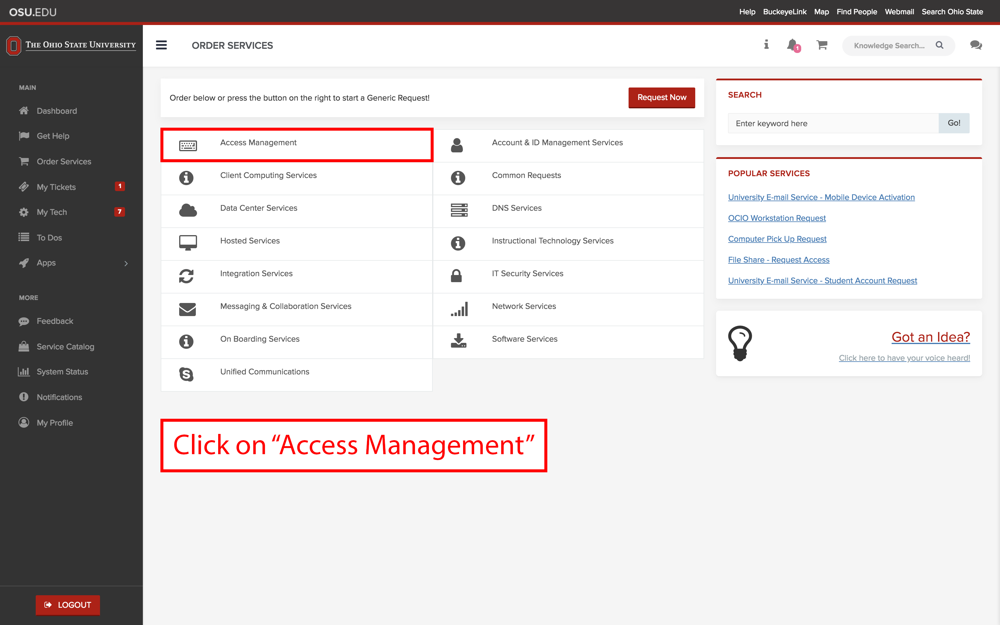 OSU.EDU
Help BuckeyeLink Map Find People Webmail Search Ohio State
THE OHIO STATE UNIVERSITY
ORDER SERVICES
1
Knowledge Search...
MAIN
Dashboard
Get Help
Order Services
My Tickets 1
My Tech 7
To Dos
Apps
MORE
Feedback
Service Catalog
System Status
Notifications
My Profile
LOGOUT
Order below or press the button on the right to start a Generic Request!
Request Now
Access Management
Account & ID Management Services
Client Computing Services
Common Requests
Data Center Services
DNS Services
Hosted Services
Instructional Technology Services
Integration Services
IT Security Services
Messaging & Collaboration Services
Network Services
On Boarding Services
Software Services
Unified Communications
Click on “Access Management”
SEARCH
Enter keyword here
Go!
POPULAR SERVICES
University E-mail Service - Mobile Device Activation
OCIO Workstation Request
Computer Pick Up Request
File Share - Request Access
University E-mail Service - Student Account Request
Got an Idea?
Click here to have your voice heard!